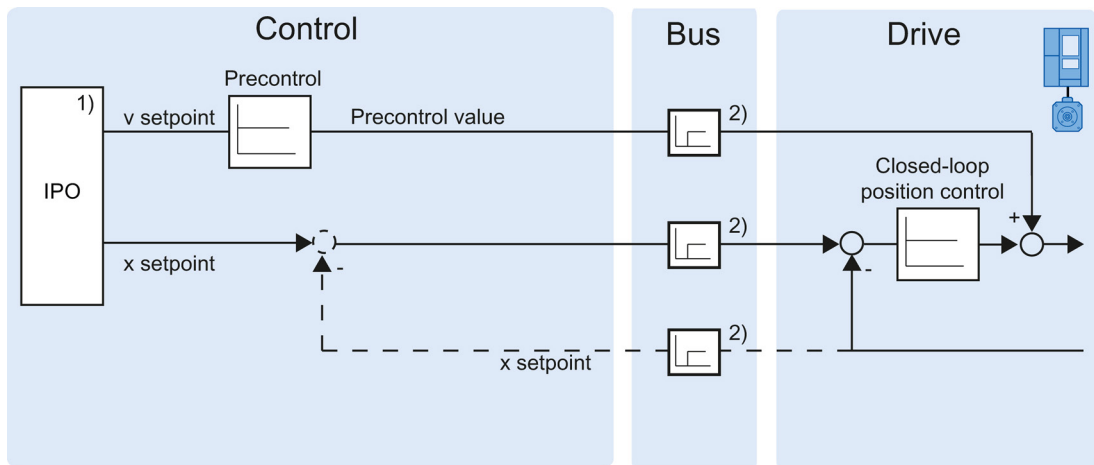 Control
Bus
Drive
Precontrol
1)
v setpoint
Precontrol value
2)
Closed-loop
position control
IPO
+
2)
x setpoint
-
-
2)
x setpoint